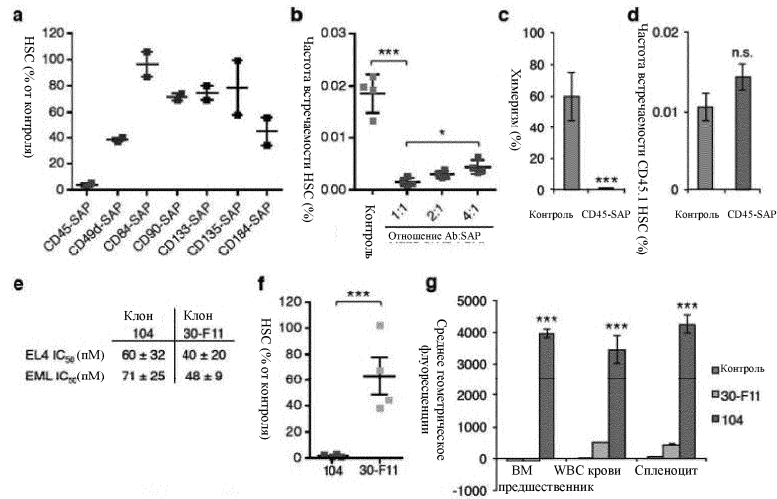 a
HSC (% от контроля)
120
100
80
60
40
20
0
CD45-SAP
CD49d-SAP
CD84-SAP
CD90-SAP
CD133-SAP
CD135-SAP
CD184-SAP
b
Частота встречаемости HSC (%)
0.03
0.02
0.01
0.00
***
*
Контроль
1:1
2:1
4:1
Отношение Ab:SAP
c
Химеризм (%)
100
80
60
40
20
0
***
Контроль CD45-SAP
d
Частота встречаемости CD45.1 HSC (%)
0.02
0.01
0.00
n.s.
Контроль CD45-SAP
e
Клон Клон
104 30-F11
EL4 IC50 (пМ) 60 ± 32 40 ± 20
EML IC50 (пМ) 71 ± 25 48 ± 9
f
HSC (% от контроля)
120
100
80
60
40
20
0
***
104 30-F11
g
Среднее геометрическое
флуоресценции
5000
4000
3000
2000
1000
0
-1000
***
***
***
BM WBC крови Спленоцит
предшественник
Контроль
30-F11
104